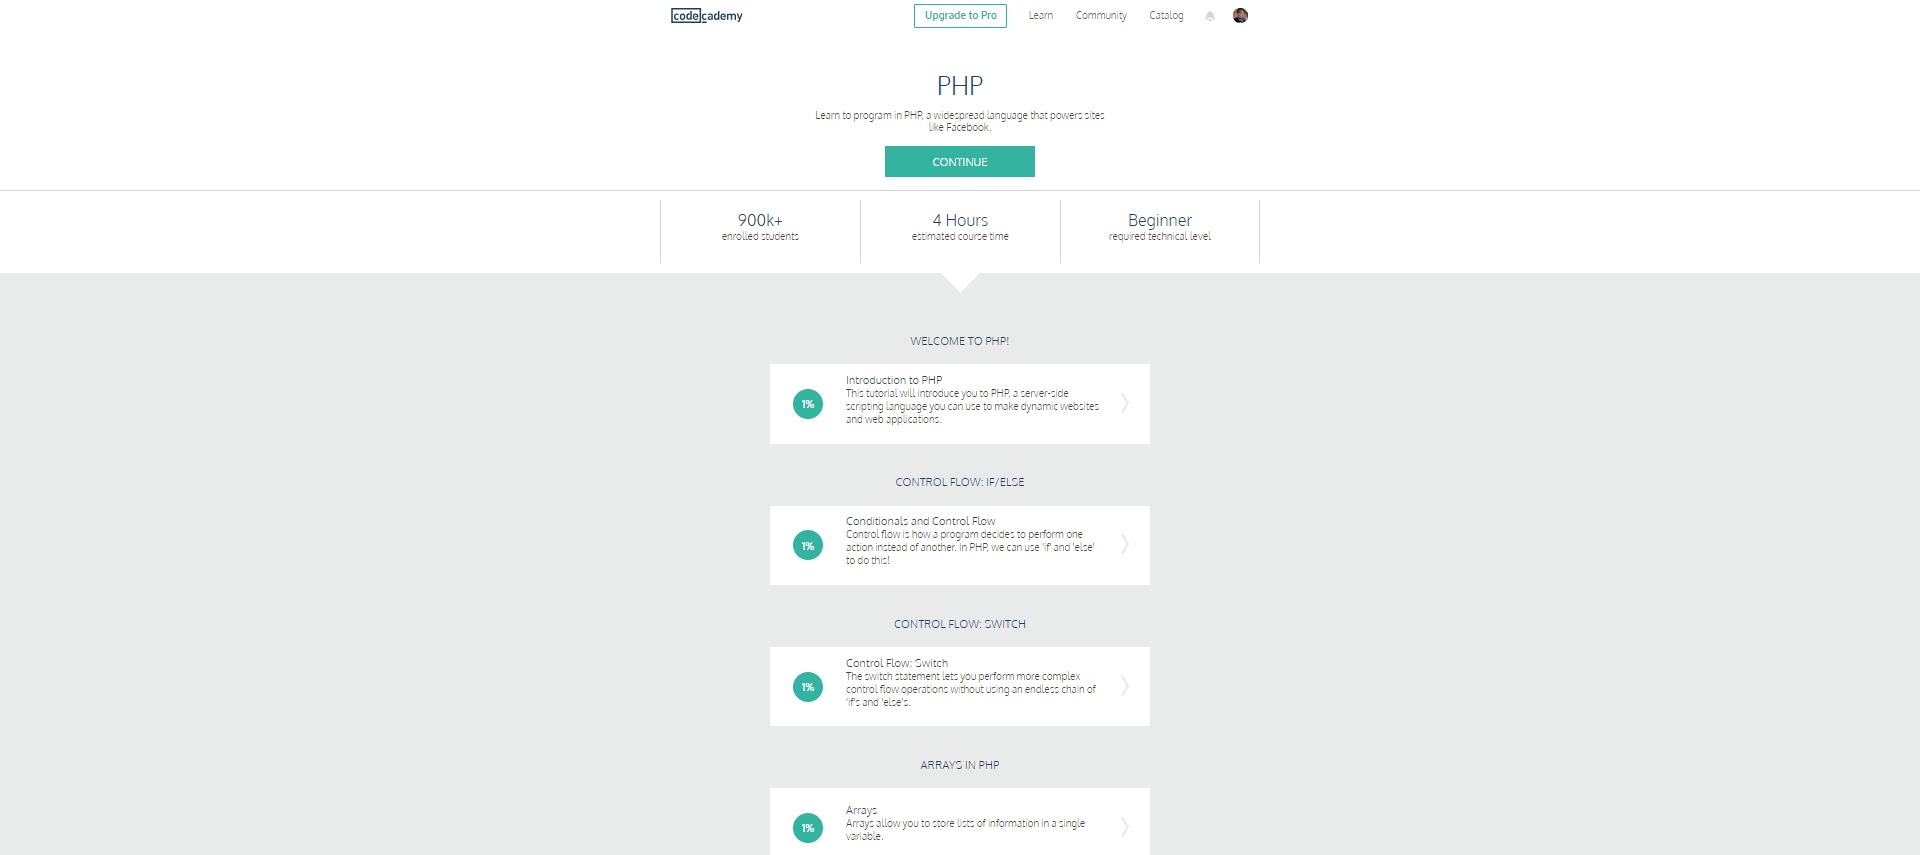 codecademy
Upgrade to Pro
Learn
Community
Catalog
PHP
Learn to program in PHP, a widespread language that powers sites
like Facebook.
CONTINUE
900k+
enrolled students
4 Hours
estimated course time
Beginner
required technical level
WELCOME TO PHP!
1%
Introduction to PHP
This tutorial will introduce you to PHP, a server-side
scripting language you can use to make dynamic websites
and web applications.
CONTROL FLOW: IF/ELSE
1%
Conditionals and Control Flow
Control flow is how a program decides to perform one
action instead of another. In PHP, we can use 'if' and 'else'
to do this!
CONTROL FLOW: SWITCH
1%
Control Flow: Switch
The switch statement lets you perform more complex
control flow operations without using an endless chain of
'if's and 'else's.
ARRAYS IN PHP
1%
Arrays
Arrays allow you to store lists of information in a single
variable.